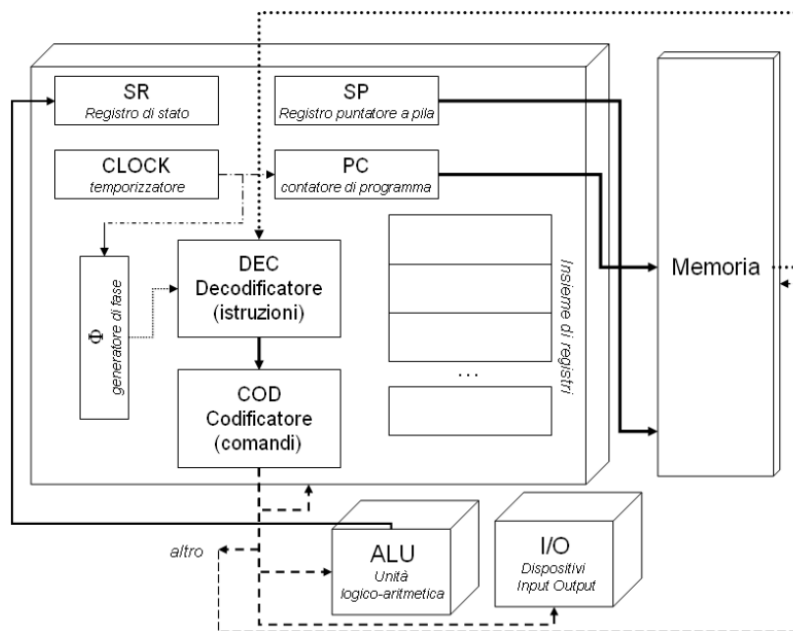 SR
Registro di stato
SP
Registro puntatore a pila
CLOCK
temporizzatore
PC
contatore di programma
Φ
generatore di fase
DEC
Decodificatore
(istruzioni)
COD
Codificatore
(comandi)
...
Insieme di registri
Memoria
altro
ALU
Unità
logico-aritmetica
I/O
Dispositivi
Input Output